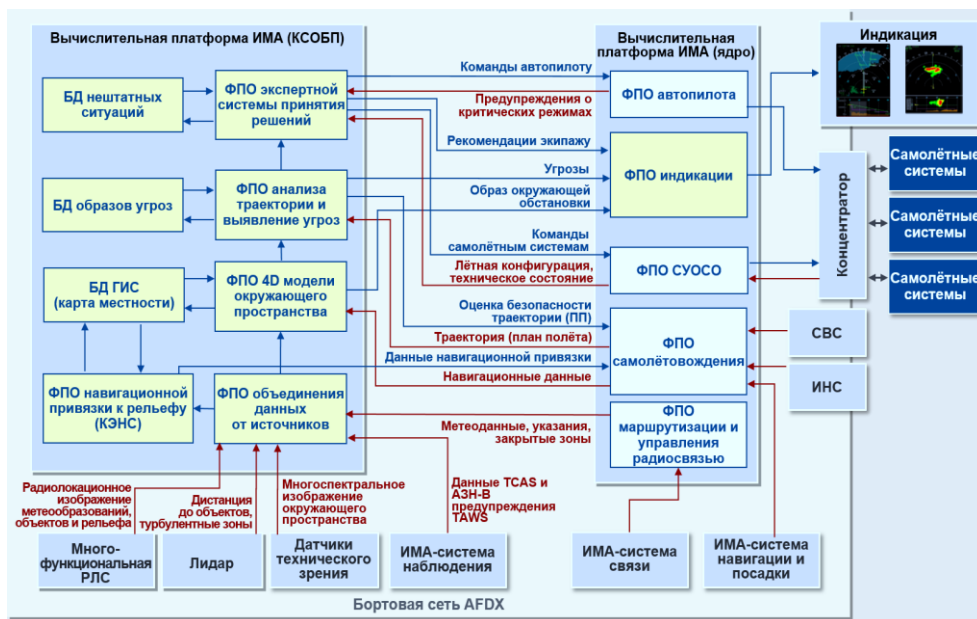 Вычислительная платформа ИМА (КСОБП)
БД нештатных
ситуаций
ФПО экспертной
системы принятия
решений
БД образов угроз
ФПО анализа
траектории и
выявление угроз
БД ГИС
(карта местности)
ФПО 4D модели
окружающего
пространства
ФПО навигационной
привязки к рельефу
(КЭНС)
ФПО объединения
данных
от источников
Команды автопилоту
Предупреждения о
критических режимах
Рекомендации экипажу
Угрозы
Образ окружающей
обстановки
Команды
самолётным системам
Лётная конфигурация,
техническое состояние
Оценка безопасности
траектории (ПП)
Траектория (план полёта)
Данные навигационной привязки
Навигационные данные
Метеоданные, указания,
закрытые зоны
Вычислительная
платформа ИМА (ядро)
ФПО автопилота
ФПО индикации
ФПО СУОСО
ФПО
самолётовождения
ФПО
маршрутизации и
управления
радиосвязью
Индикация
Концентратор
Самолётные
системы
Самолётные
системы
Самолётные
системы
СВС
ИНС
Радиолокационное
изображение
метеообразований,
объектов и рельефа
Дистанция
до объектов,
турбулентные зоны
Многоспектральное
изображение
окружающего
пространства
Данные TCAS и
АЗН-В
предупреждения
TAWS
Много-
функциональная
РЛС
Лидар
Датчики
технического
зрения
ИМА-система
наблюдения
ИМА-система
связи
ИМА-система
навигации и
посадки
Бортовая сеть AFDX